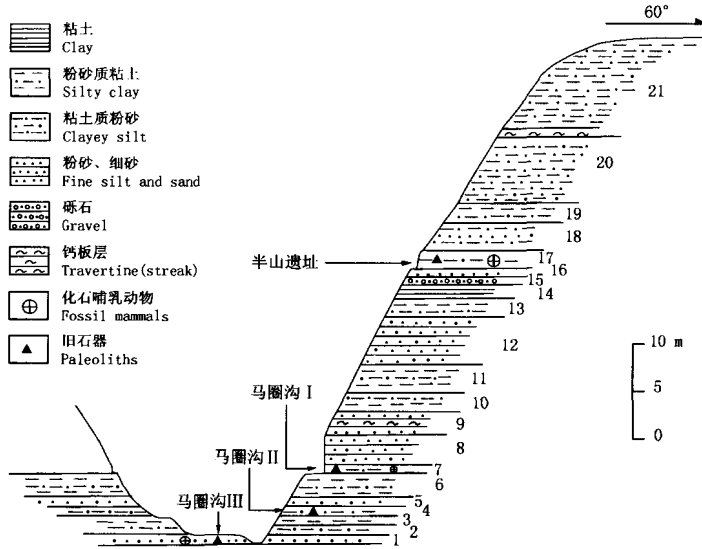 粘土
Clay
粉砂质粘土
Silty clay
粘土质粉砂
Clayey silt
粉砂、细砂
Fine silt and sand
砾石
Gravel
钙板层
Travertine(streak)
化石哺乳动物
Fossil mammals
旧石器
Paleoliths
60°
21
20
19
18
半山遗址
17
16
15
14
13
12
11
10
9
8
7
6
5
4
3
2
1
马圈沟 I
马圈沟 II
马圈沟III
10 m
5
0